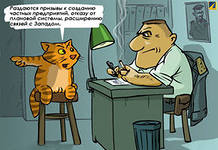 Раздаются призывы к созданию
частных предприятий, отказу от
плановой системы, расширению
связей с Западом...